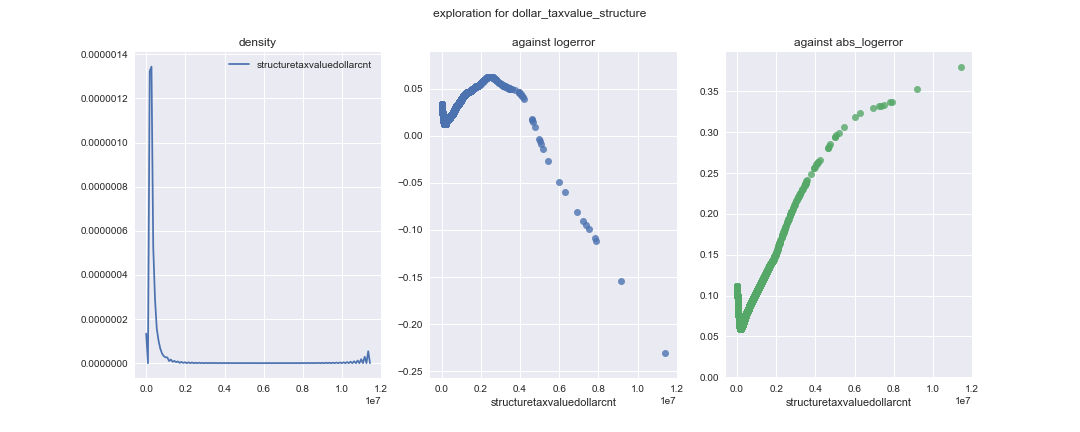 exploration for dollar_taxvalue_structure
density
0.0000014
0.0000012
0.0000010
0.0000008
0.0000006
0.0000004
0.0000002
0.0000000
structuretaxvaluedollarcnt
0.0 0.2 0.4 0.6 0.8 1.0 1.2
1e7
against logerror
0.05
0.00
−0.05
−0.10
−0.15
−0.20
−0.25
0.0 0.2 0.4 0.6 0.8 1.0 1.2
1e7
structuretaxvaluedollarcnt
against abs_logerror
0.35
0.30
0.25
0.20
0.15
0.10
0.05
0.00
0.0 0.2 0.4 0.6 0.8 1.0 1.2
1e7
structuretaxvaluedollarcnt